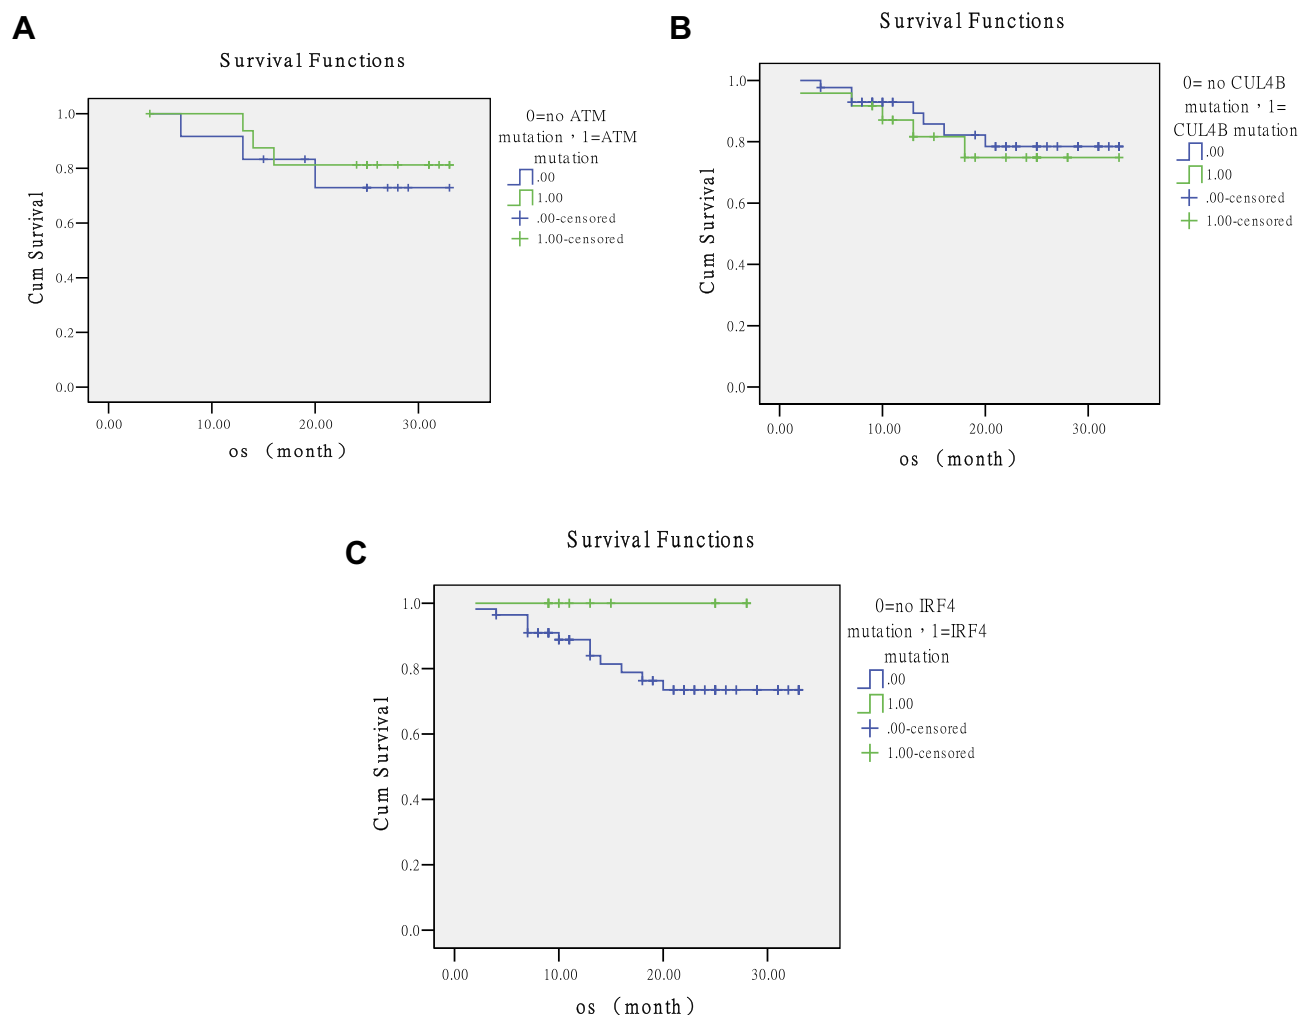 A
Survival Functions
Cum Survival
1.0
0.8
0.6
0.4
0.2
0.0
0.00 10.00 20.00 30.00
os （month）
0=no ATM
mutation，1=ATM
mutation
.00
1.00
.00-censored
1.00-censored
B
Survival Functions
Cum Survival
1.0
0.8
0.6
0.4
0.2
0.0
0.00 10.00 20.00 30.00
os （month）
0= no CUL4B
mutation，1=
CUL4B mutation
.00
1.00
.00-censored
1.00-censored
C
Survival Functions
Cum Survival
1.0
0.8
0.6
0.4
0.2
0.0
0.00 10.00 20.00 30.00
os （month）
0=no IRF4
mutation，1=IRF4
mutation
.00
1.00
.00-censored
1.00-censored